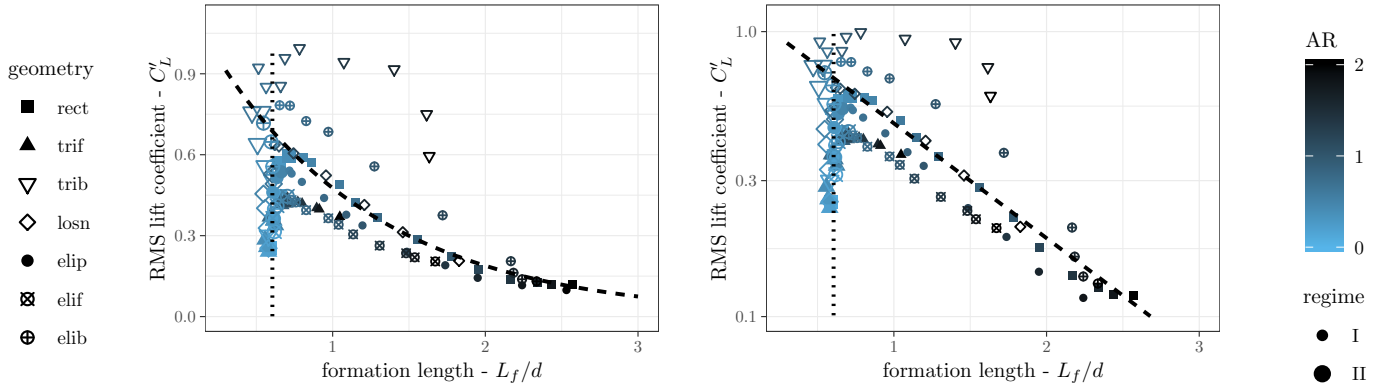 geometry
rect
trif
trib
losn
elip
elif
elib
RMS lift coefficient - C′_L
0.9
0.6
0.3
0.0
1
2
3
formation length - L_f/d
RMS lift coefficient - C′_L
1.0
0.3
0.1
1
2
3
formation length - L_f/d
AR
2
1
0
regime
I
II